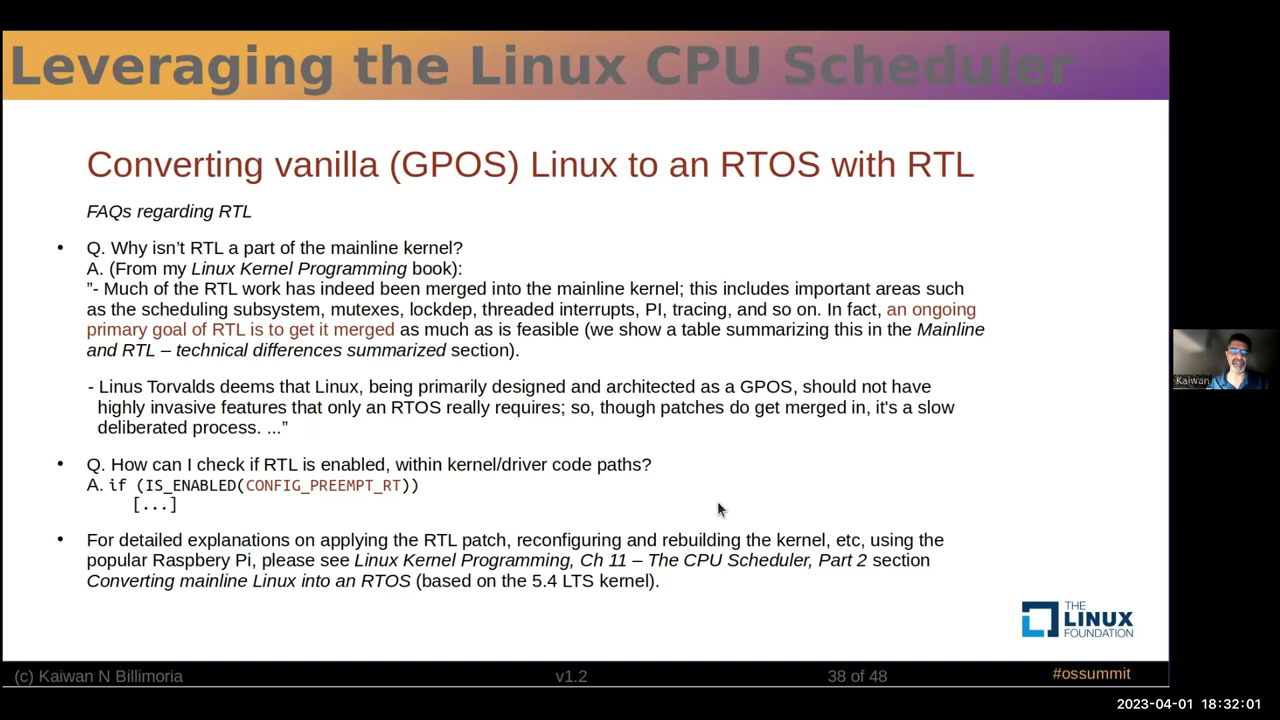 Leveraging the Linux CPU Scheduler
Converting vanilla (GPOS) Linux to an RTOS with RTL
FAQs regarding RTL
• Q. Why isn’t RTL a part of the mainline kernel?
A. (From my Linux Kernel Programming book):
”- Much of the RTL work has indeed been merged into the mainline kernel; this includes important areas such
as the scheduling subsystem, mutexes, lockdep, threaded interrupts, PI, tracing, and so on. In fact, an ongoing
primary goal of RTL is to get it merged as much as is feasible (we show a table summarizing this in the Mainline
and RTL – technical differences summarized section).
- Linus Torvalds deems that Linux, being primarily designed and architected as a GPOS, should not have
highly invasive features that only an RTOS really requires; so, though patches do get merged in, it's a slow
deliberated process. ...”
• Q. How can I check if RTL is enabled, within kernel/driver code paths?
A. if (IS_ENABLED(CONFIG_PREEMPT_RT))
[...]
• For detailed explanations on applying the RTL patch, reconfiguring and rebuilding the kernel, etc, using the
popular Raspberry Pi, please see Linux Kernel Programming, Ch 11 – The CPU Scheduler, Part 2 section
Converting mainline Linux into an RTOS (based on the 5.4 LTS kernel).
Kaiwan
THE
LINUX
FOUNDATION
(c) Kaiwan N Billimoria
v1.2
38 of 48
#ossummit
2023-04-01 18:32:01